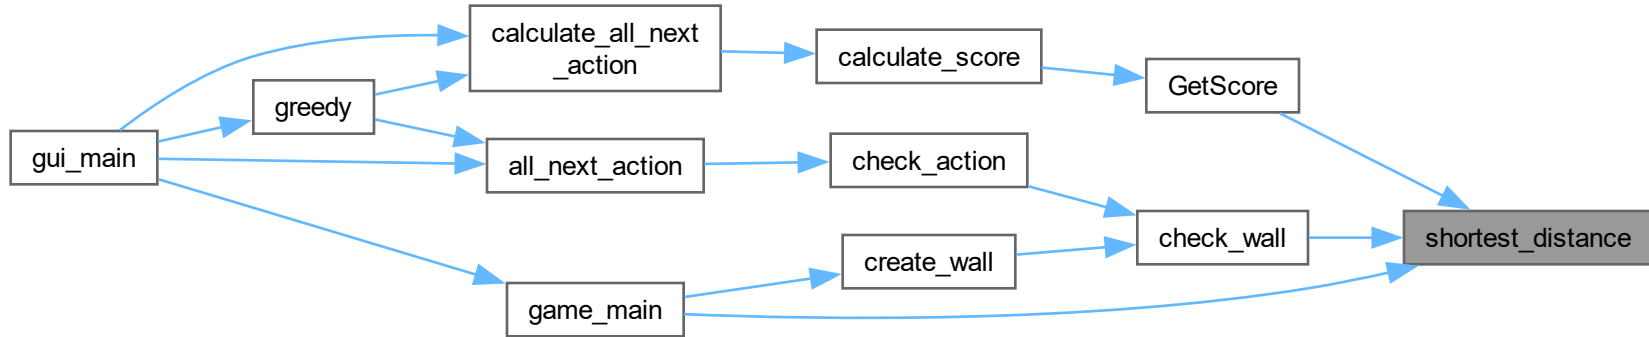 calculate_all_next
_action
calculate_score
GetScore
greedy
gui_main
all_next_action
check_action
check_wall
shortest_distance
create_wall
game_main